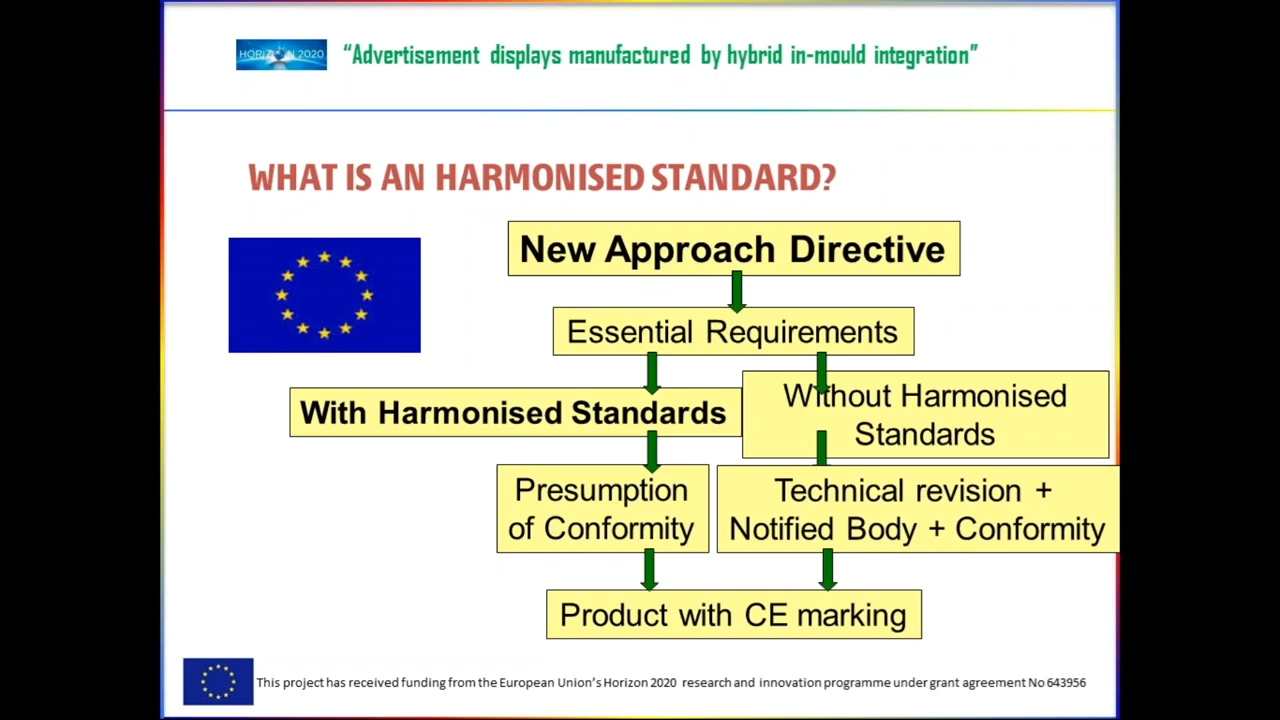 HORIZON 2020
“Advertisement displays manufactured by hybrid in-mould integration”
WHAT IS AN HARMONISED STANDARD?
New Approach Directive
Essential Requirements
With Harmonised Standards
Without Harmonised
Standards
Presumption
of Conformity
Technical revision +
Notified Body + Conformity
Product with CE marking
This project has received funding from the European Union’s Horizon 2020 research and innovation programme under grant agreement No 643956